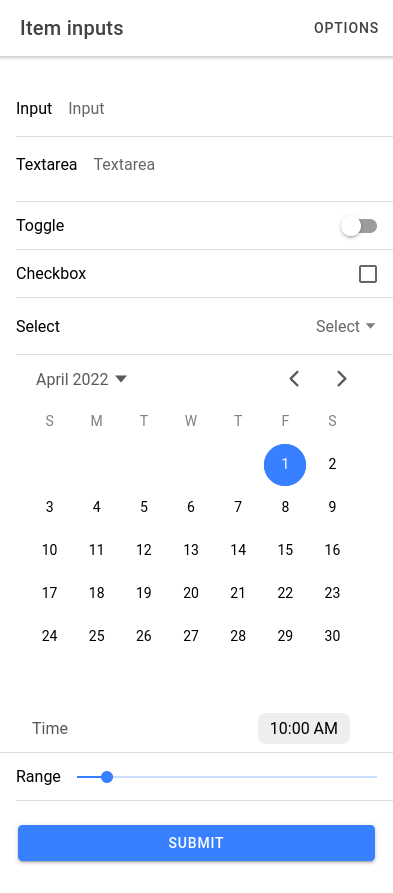 Item inputs OPTIONS
Input Input
Textarea Textarea
Toggle
Checkbox
Select Select
April 2022
S M T W T F S
1 2
3 4 5 6 7 8 9
10 11 12 13 14 15 16
17 18 19 20 21 22 23
24 25 26 27 28 29 30
Time 10:00 AM
Range
SUBMIT